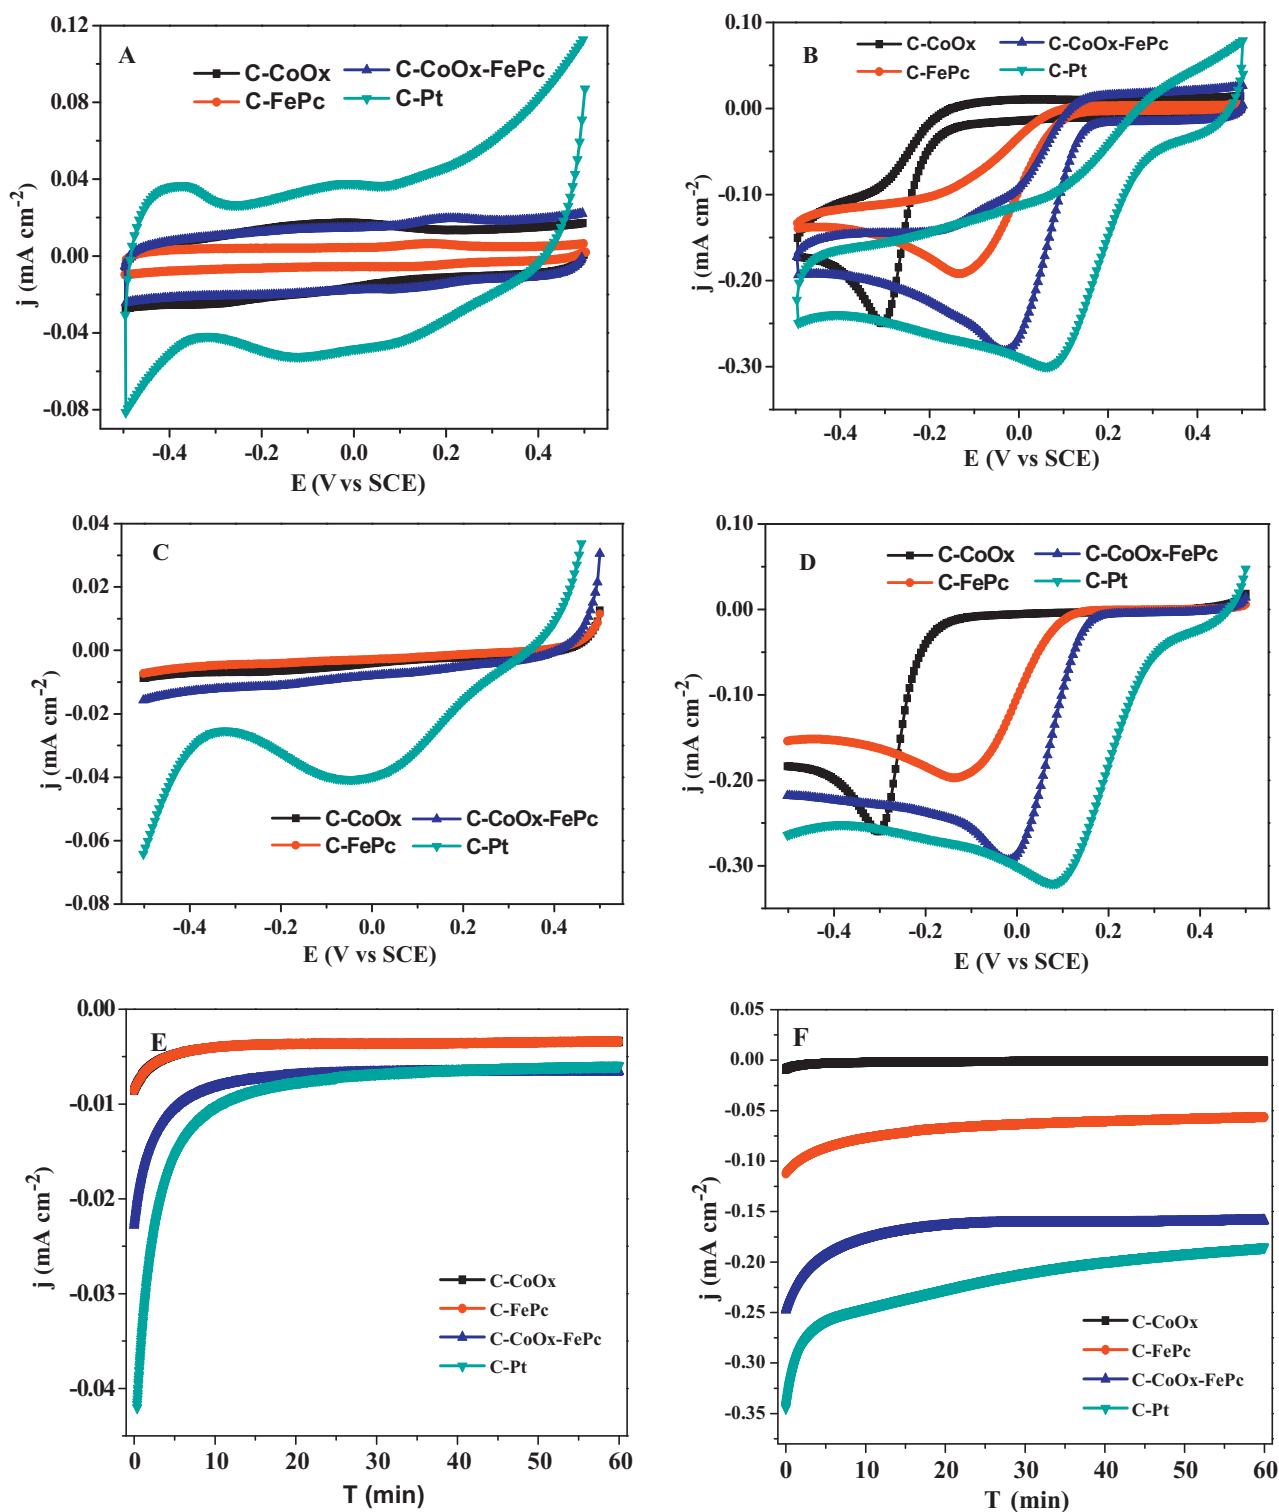 A
C-CoOx
C-CoOx-FePc
C-FePc
C-Pt
0.12
0.08
0.04
0.00
-0.04
-0.08
j (mA cm-2)
-0.4
-0.2
0.0
0.2
0.4
E (V vs SCE)
B
C-CoOx
C-CoOx-FePc
C-FePc
C-Pt
0.10
0.00
-0.10
-0.20
-0.30
j (mA cm-2)
-0.4
-0.2
0.0
0.2
0.4
E (V vs SCE)
C
C-CoOx
C-CoOx-FePc
C-FePc
C-Pt
0.04
0.02
0.00
-0.02
-0.04
-0.06
-0.08
j (mA cm-2)
-0.4
-0.2
0.0
0.2
0.4
E (V vs SCE)
D
C-CoOx
C-CoOx-FePc
C-FePc
C-Pt
0.10
0.00
-0.10
-0.20
-0.30
j (mA cm-2)
-0.4
-0.2
0.0
0.2
0.4
E (V vs SCE)
E
0.00
-0.01
-0.02
-0.03
-0.04
j (mA cm-2)
C-CoOx
C-FePc
C-CoOx-FePc
C-Pt
0
10
20
30
40
50
60
T (min)
F
0.05
0.00
-0.05
-0.10
-0.15
-0.20
-0.25
-0.30
-0.35
j (mA cm-2)
C-CoOx
C-FePc
C-CoOx-FePc
C-Pt
0
10
20
30
40
50
60
T (min)